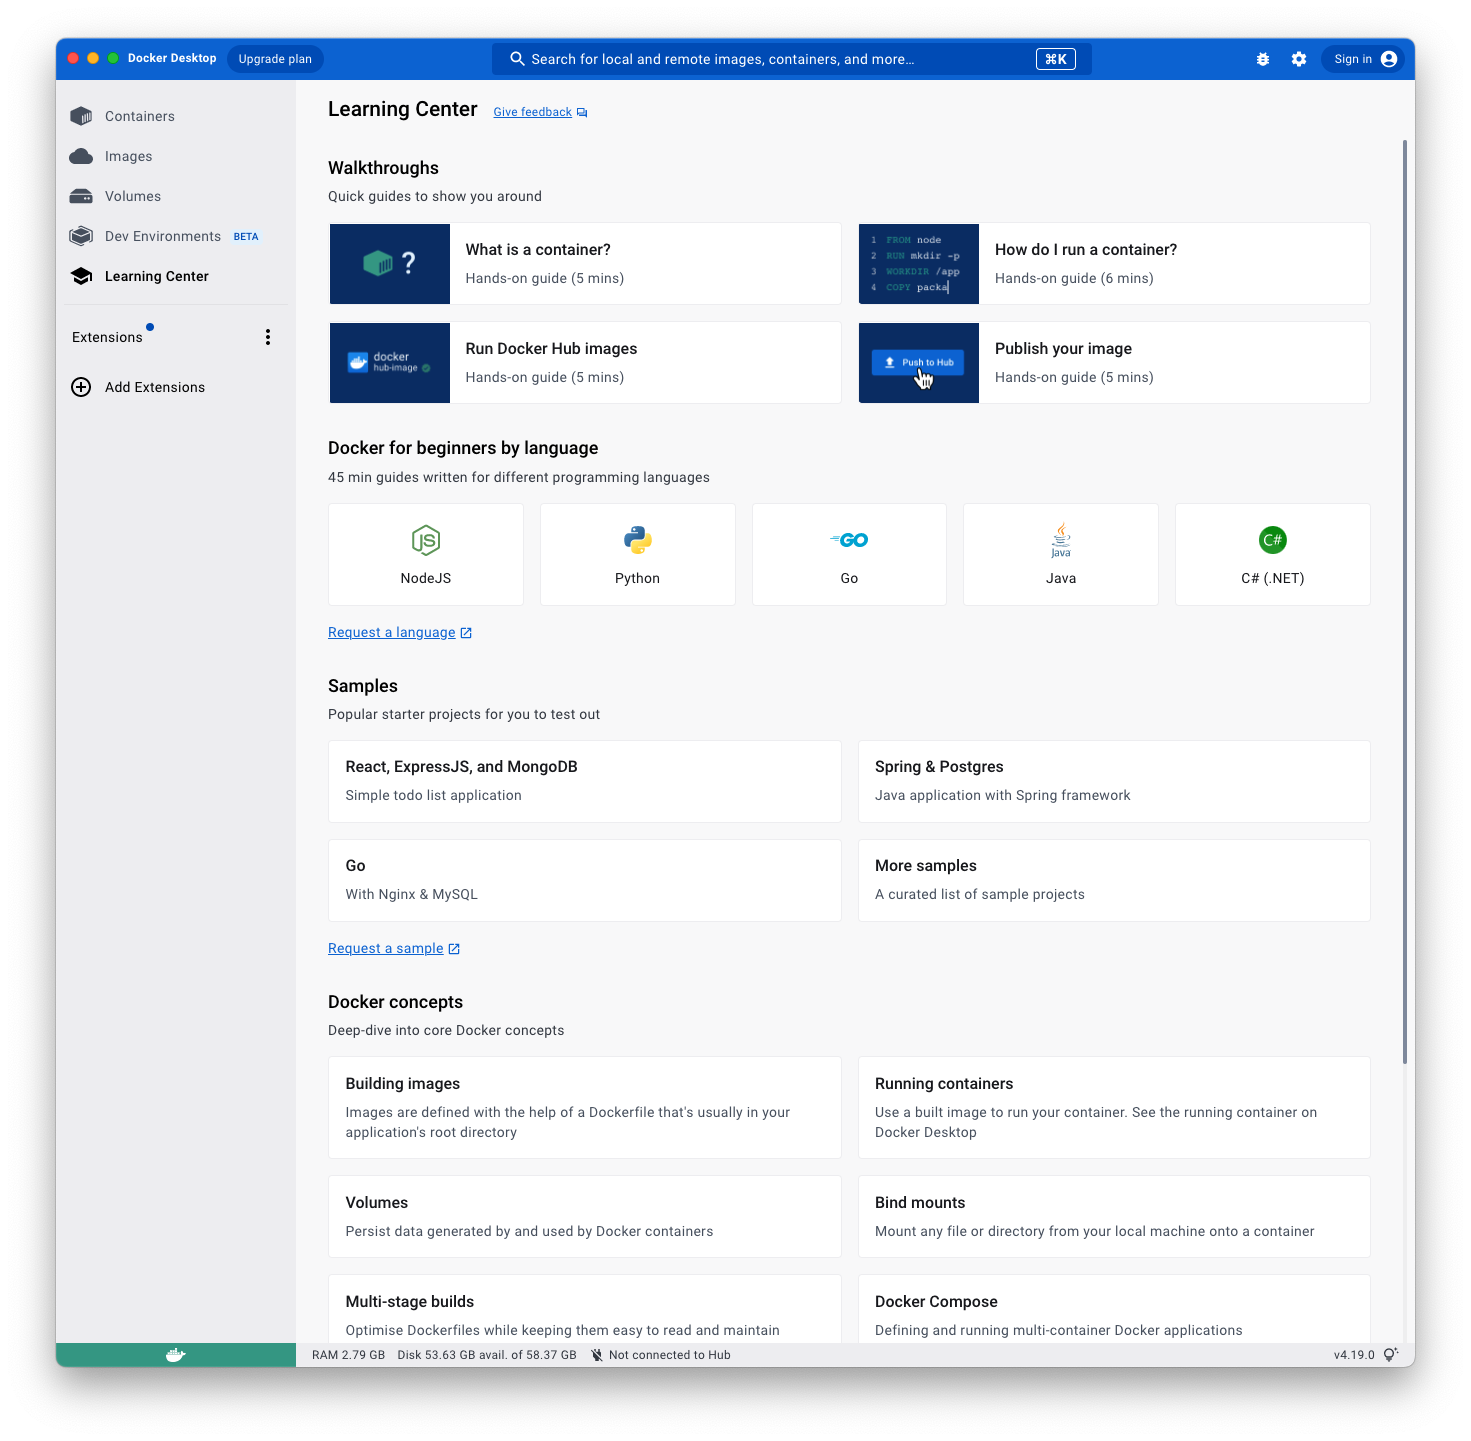 Docker Desktop
Upgrade plan
Search for local and remote images, containers, and more...
⌘K
Sign in
Containers
Images
Volumes
Dev Environments BETA
Learning Center
Extensions
Add Extensions
Learning Center
Give feedback
Walkthroughs
Quick guides to show you around
?
What is a container?
Hands-on guide (5 mins)
1 FROM node
2 RUN mkdir -p
3 WORKDIR /app
4 COPY packa
How do I run a container?
Hands-on guide (6 mins)
docker
hub-image
Run Docker Hub images
Hands-on guide (5 mins)
Push to Hub
Publish your image
Hands-on guide (5 mins)
Docker for beginners by language
45 min guides written for different programming languages
JS
NodeJS
Python
GO
Go
Java
Java
C#
C# (.NET)
Request a language
Samples
Popular starter projects for you to test out
React, ExpressJS, and MongoDB
Simple todo list application
Spring & Postgres
Java application with Spring framework
Go
With Nginx & MySQL
More samples
A curated list of sample projects
Request a sample
Docker concepts
Deep-dive into core Docker concepts
Building images
Images are defined with the help of a Dockerfile that's usually in your
application's root directory
Running containers
Use a built image to run your container. See the running container on
Docker Desktop
Volumes
Persist data generated by and used by Docker containers
Bind mounts
Mount any file or directory from your local machine onto a container
Multi-stage builds
Optimise Dockerfiles while keeping them easy to read and maintain
Docker Compose
Defining and running multi-container Docker applications
RAM 2.79 GB Disk 53.63 GB avail. of 58.37 GB Not connected to Hub
v4.19.0